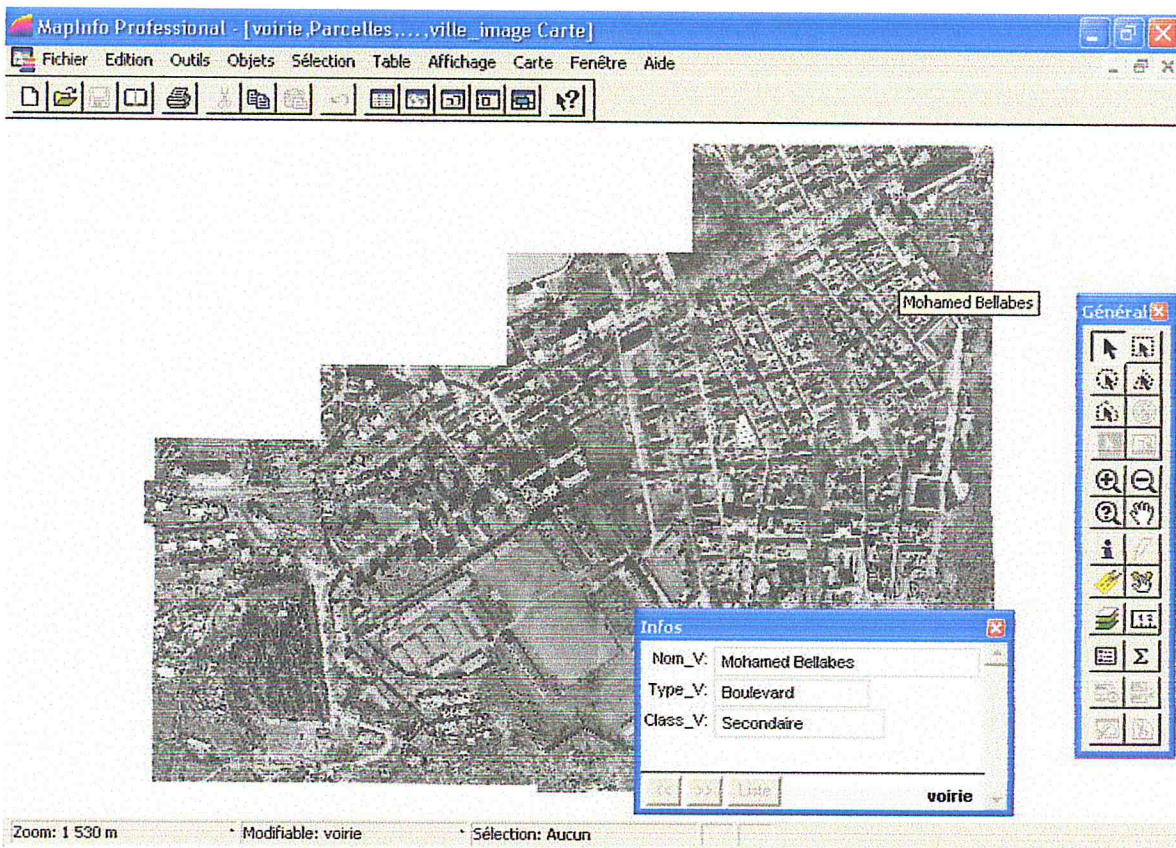 MapInfo Professional - [voirie,Parcelles,...,ville_image Carte]
Fichier Edition Outils Objets Sélection Table Affichage Carte Fenêtre Aide
Mohamed Bellabes
Général
Infos
Nom_V: Mohamed Bellabes
Type_V: Boulevard
Class_V: Secondaire
<< >> Liste voirie
Zoom: 1 530 m Modifiable: voirie Sélection: Aucun